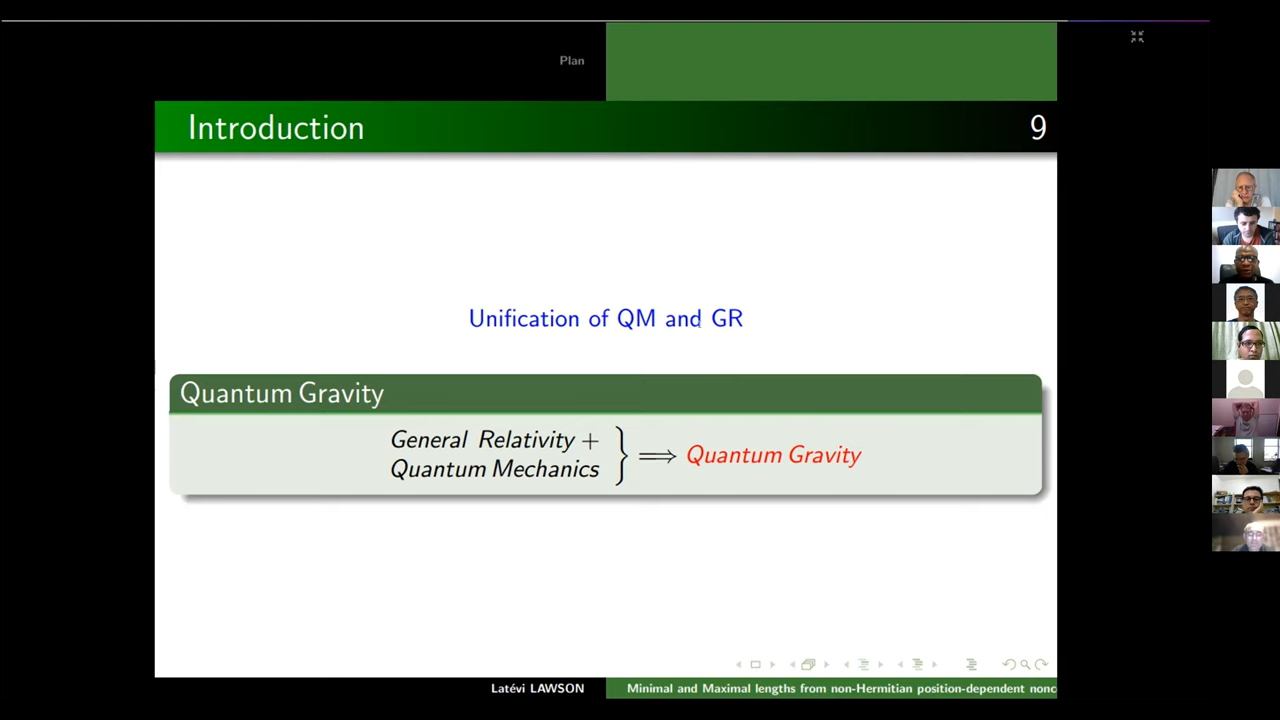 Plan
Introduction
9
Unification of QM and GR
Quantum Gravity
General Relativity +
Quantum Mechanics } ⟹ Quantum Gravity
Latévi LAWSON
Minimal and Maximal lengths from non-Hermitian position-dependent nonc